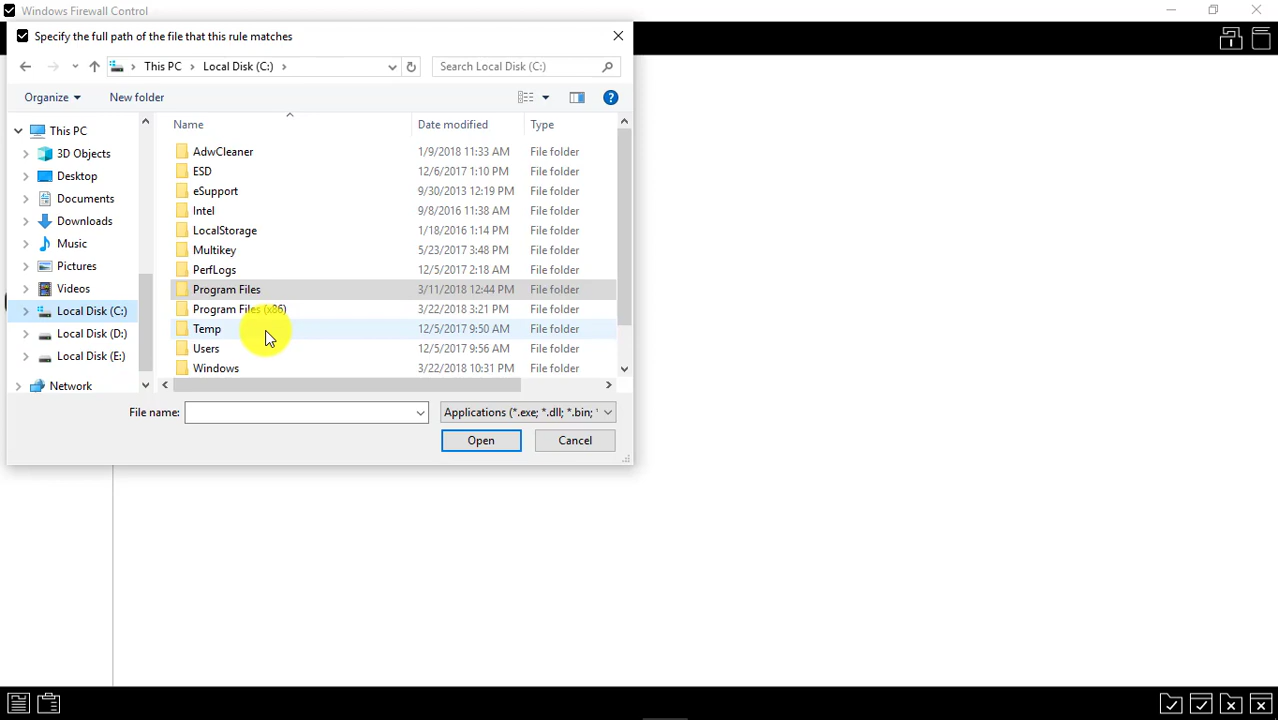 Windows Firewall Control
Specify the full path of the file that this rule matches
This PC > Local Disk (C:) >
Search Local Disk (C:)
Organize
New folder
This PC
3D Objects
Desktop
Documents
Downloads
Music
Pictures
Videos
Local Disk (C:)
Local Disk (D:)
Local Disk (E:)
Network
Name Date modified Type
AdwCleaner 1/9/2018 11:33 AM File folder
ESD 12/6/2017 1:10 PM File folder
eSupport 9/30/2013 12:19 PM File folder
Intel 9/8/2016 11:38 AM File folder
LocalStorage 1/18/2016 1:14 PM File folder
Multikey 5/23/2017 3:48 PM File folder
PerfLogs 12/5/2017 2:18 AM File folder
Program Files 3/11/2018 12:44 PM File folder
Program Files (x86) 3/22/2018 3:21 PM File folder
Temp 12/5/2017 9:50 AM File folder
Users 12/5/2017 9:56 AM File folder
Windows 3/22/2018 10:31 PM File folder
File name:
Applications (*.exe; *.dll; *.bin; *
Open
Cancel